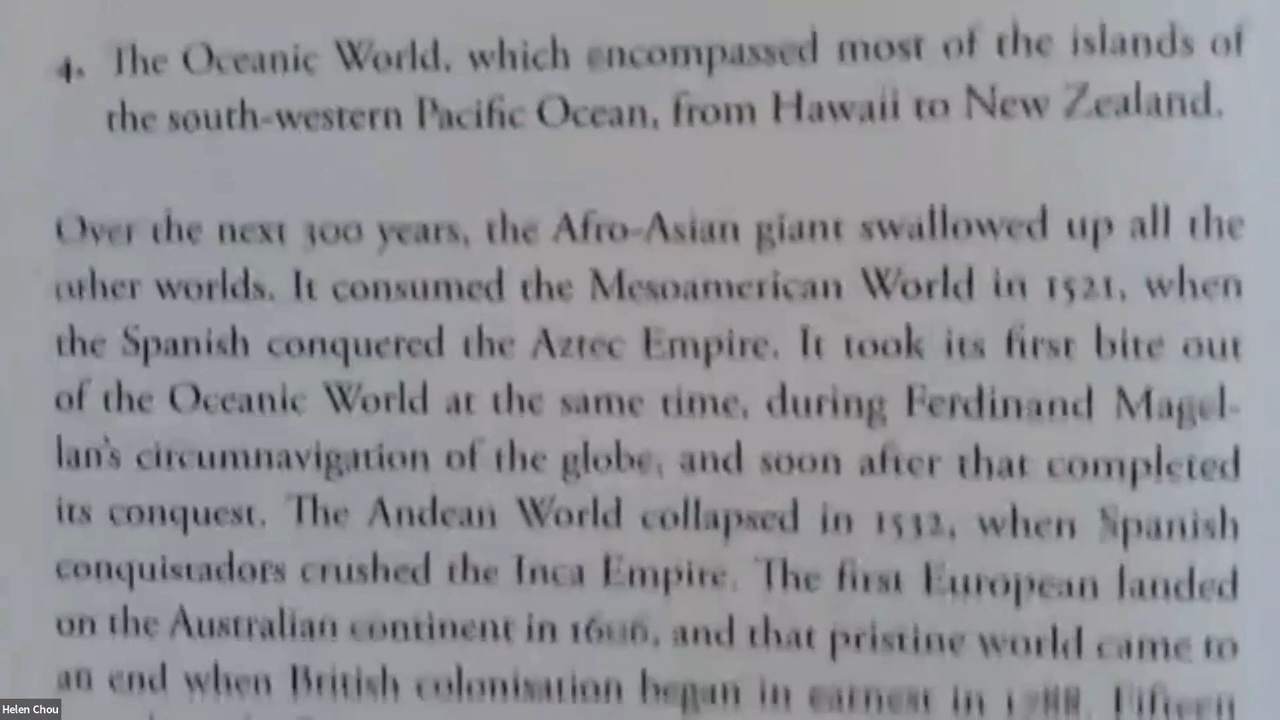 4. The Oceanic World, which encompassed most of the islands of
the south-western Pacific Ocean, from Hawaii to New Zealand.
Over the next 300 years, the Afro-Asian giant swallowed up all the
other worlds. It consumed the Mesoamerican World in 1521, when
the Spanish conquered the Aztec Empire. It took its first bite out
of the Oceanic World at the same time, during Ferdinand Magel-
lan's circumnavigation of the globe, and soon after that completed
its conquest. The Andean World collapsed in 1532, when Spanish
conquistadors crushed the Inca Empire. The first European landed
on the Australian continent in 1606, and that pristine world came to
an end when British colonisation began in earnest in 1788. Fifteen
Helen Chou